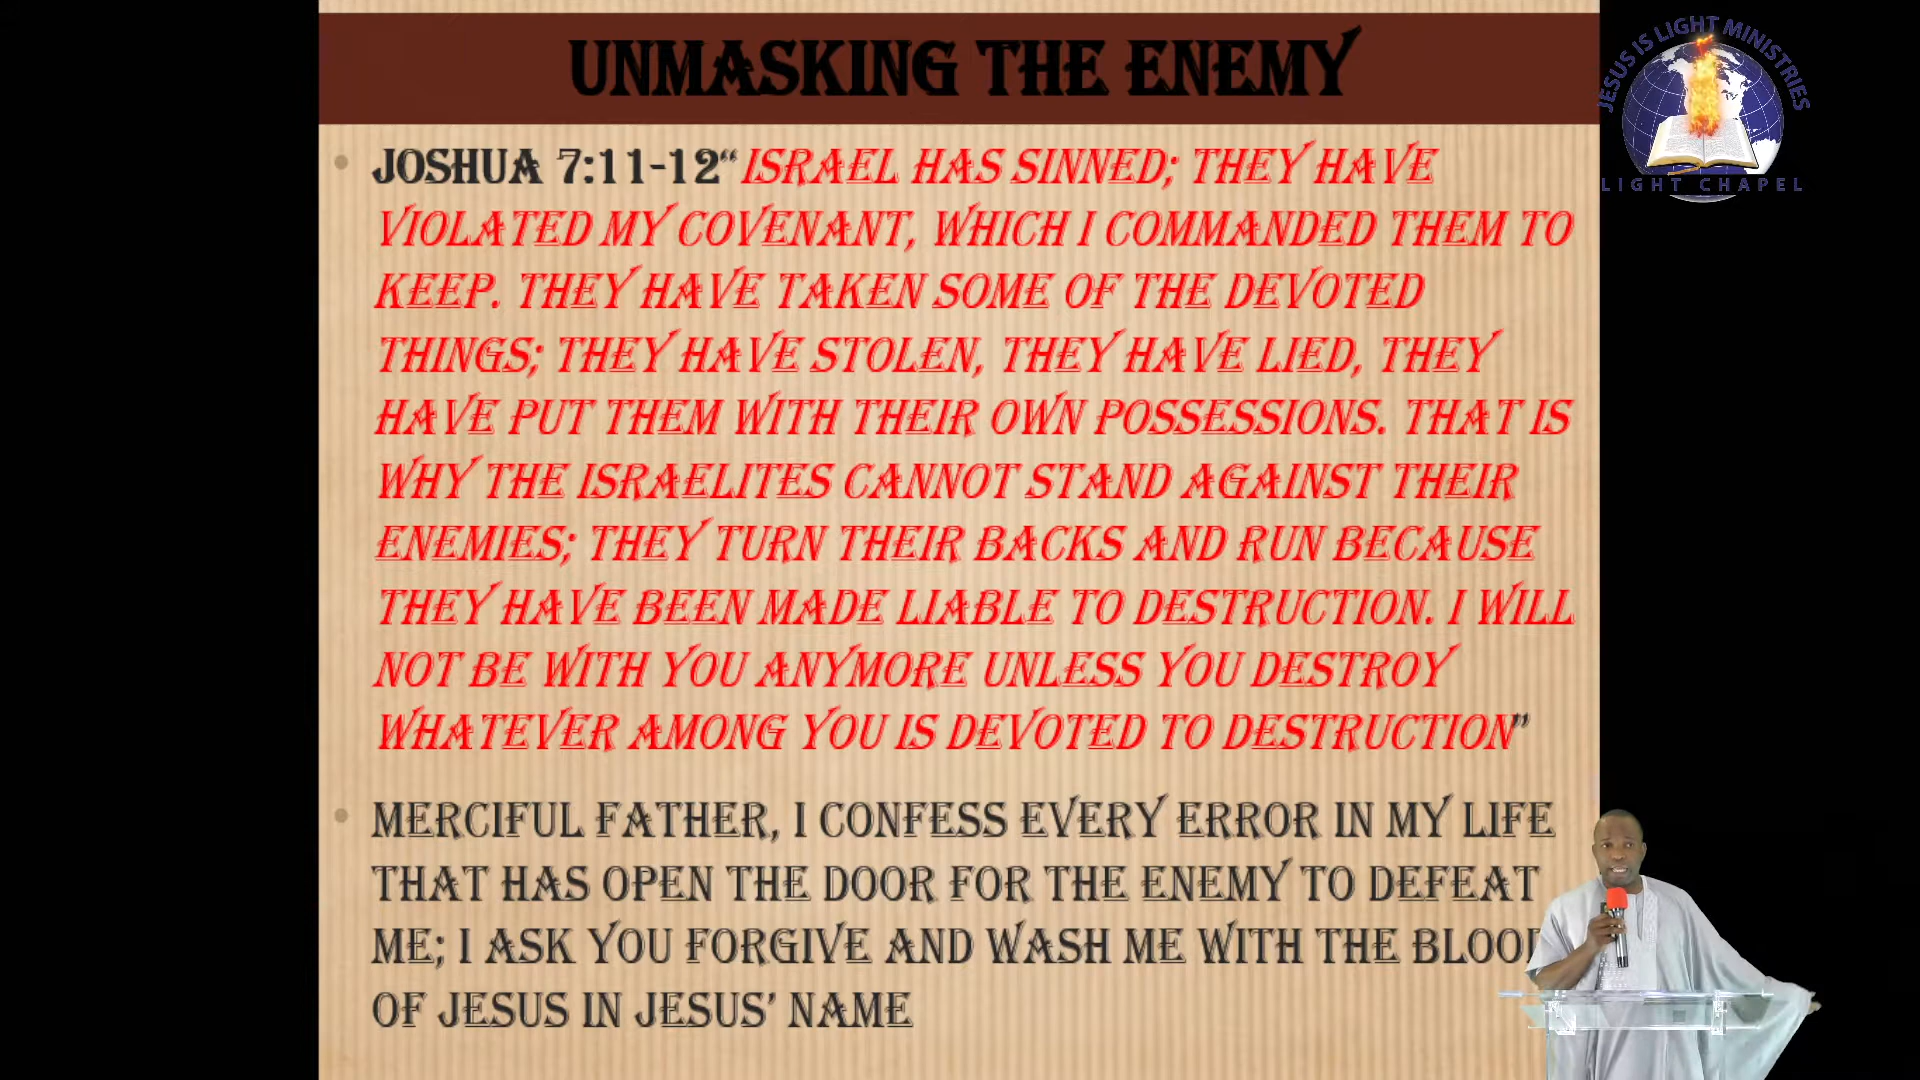 UNMASKING THE ENEMY
JESUS IS LIGHT MINISTRIES
LIGHT CHAPEL
JOSHUA 7:11-12“ISRAEL HAS SINNED; THEY HAVE
VIOLATED MY COVENANT, WHICH I COMMANDED THEM TO
KEEP. THEY HAVE TAKEN SOME OF THE DEVOTED
THINGS; THEY HAVE STOLEN, THEY HAVE LIED, THEY
HAVE PUT THEM WITH THEIR OWN POSSESSIONS. THAT IS
WHY THE ISRAELITES CANNOT STAND AGAINST THEIR
ENEMIES; THEY TURN THEIR BACKS AND RUN BECAUSE
THEY HAVE BEEN MADE LIABLE TO DESTRUCTION. I WILL
NOT BE WITH YOU ANYMORE UNLESS YOU DESTROY
WHATEVER AMONG YOU IS DEVOTED TO DESTRUCTION”
MERCIFUL FATHER, I CONFESS EVERY ERROR IN MY LIFE
THAT HAS OPEN THE DOOR FOR THE ENEMY TO DEFEAT
ME; I ASK YOU FORGIVE AND WASH ME WITH THE BLOOD
OF JESUS IN JESUS’ NAME